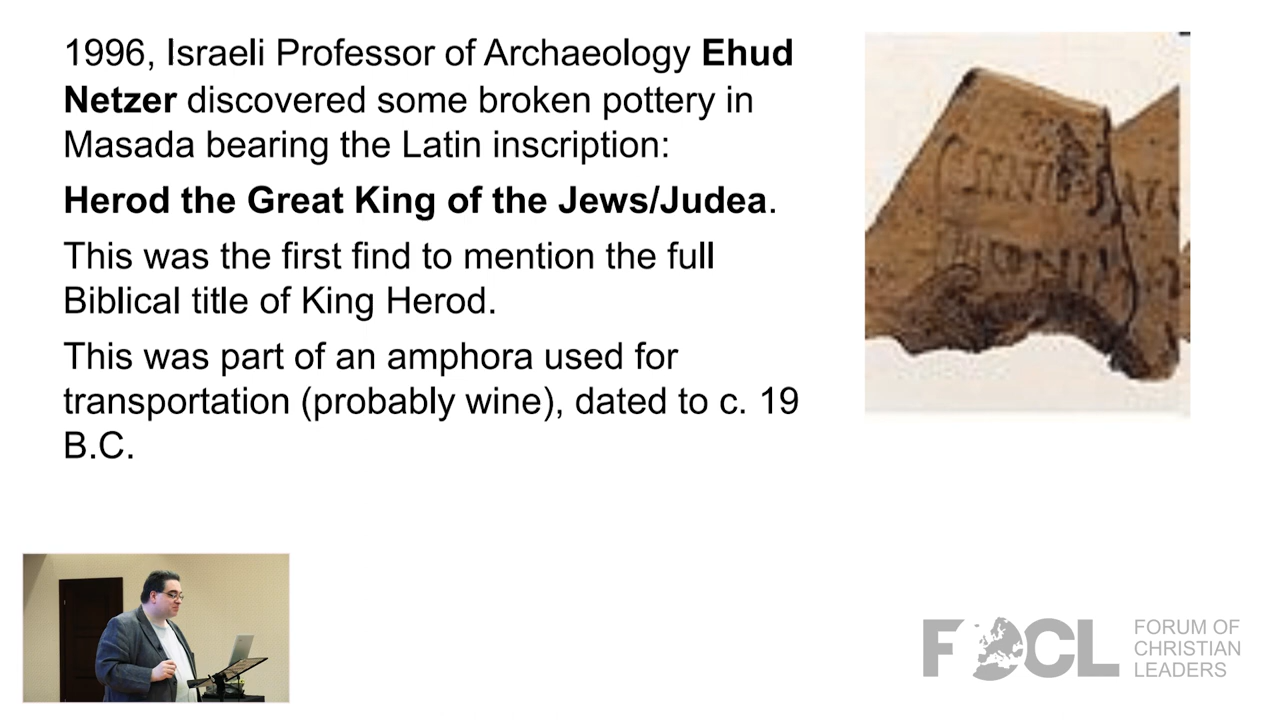 1996, Israeli Professor of Archaeology Ehud
Netzer discovered some broken pottery in
Masada bearing the Latin inscription:
Herod the Great King of the Jews/Judea.
This was the first find to mention the full
Biblical title of King Herod.
This was part of an amphora used for
transportation (probably wine), dated to c. 19
B.C.
FOCL
FORUM OF
CHRISTIAN
LEADERS